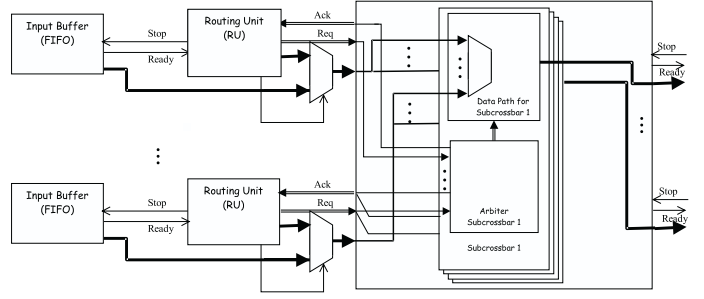 Input Buffer
(FIFO)
Stop
Ready
Routing Unit
(RU)
Ack
Req
Data Path for
Subcrossbar 1
Stop
Ready
Input Buffer
(FIFO)
Stop
Ready
Routing Unit
(RU)
Ack
Req
Arbiter
Subcrossbar 1
Subcrossbar 1
Stop
Ready